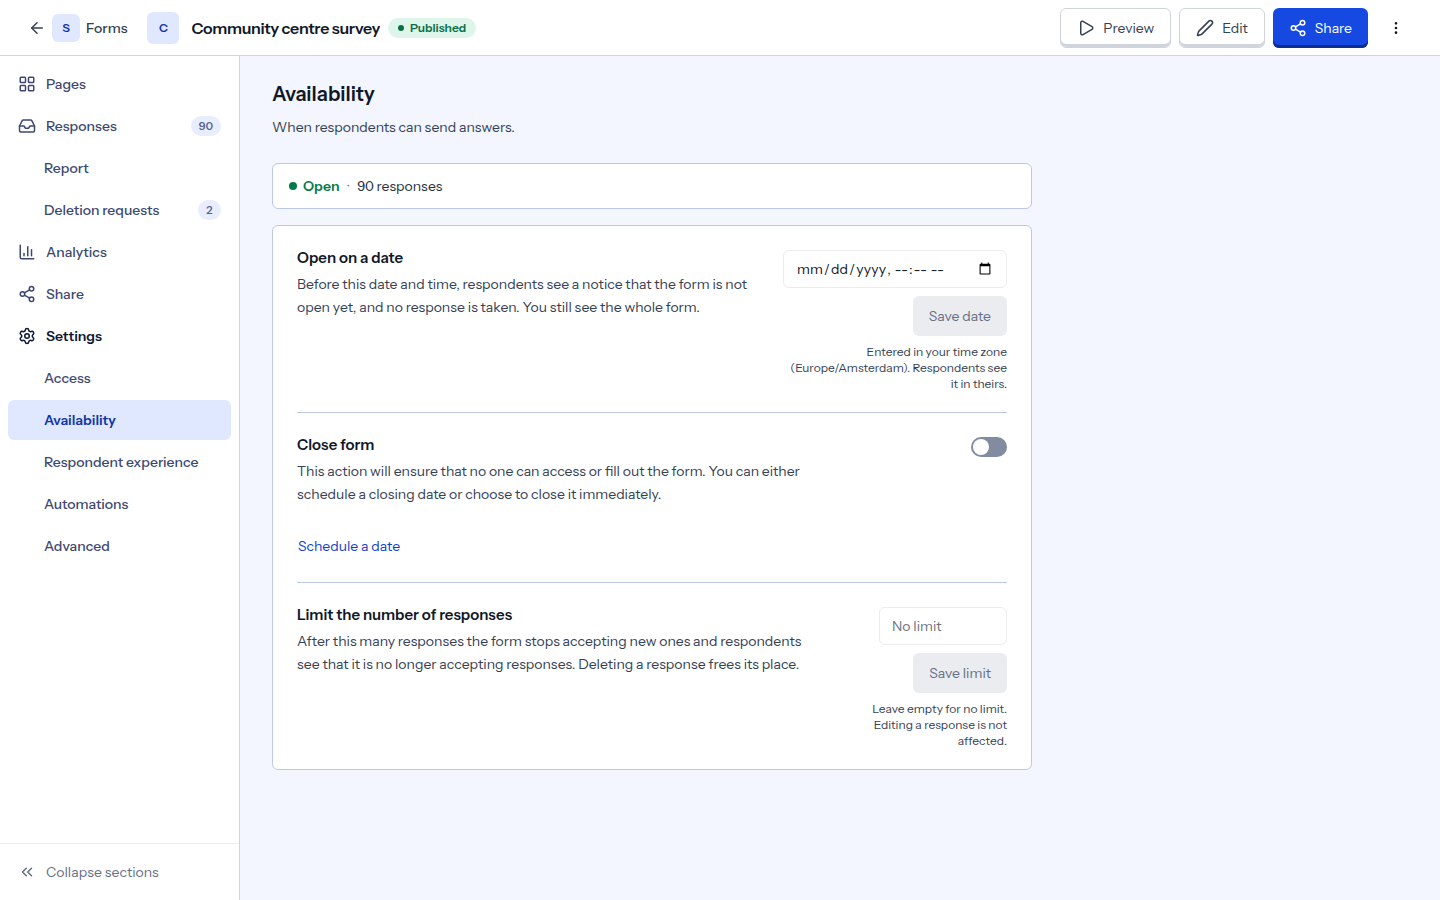 S Forms C Community centre survey Published Preview Edit Share
Pages
Responses 90
Report
Deletion requests 2
Analytics
Share
Settings
Access
Availability
Respondent experience
Automations
Advanced
Collapse sections
Availability
When respondents can send answers.
Open · 90 responses
Open on a date
Before this date and time, respondents see a notice that the form is not
open yet, and no response is taken. You still see the whole form.
mm/dd/yyyy, --:-- --
Save date
Entered in your time zone
(Europe/Amsterdam). Respondents see
it in theirs.
Close form
This action will ensure that no one can access or fill out the form. You can either
schedule a closing date or choose to close it immediately.
Schedule a date
Limit the number of responses
After this many responses the form stops accepting new ones and respondents
see that it is no longer accepting responses. Deleting a response frees its place.
No limit
Save limit
Leave empty for no limit.
Editing a response is not
affected.